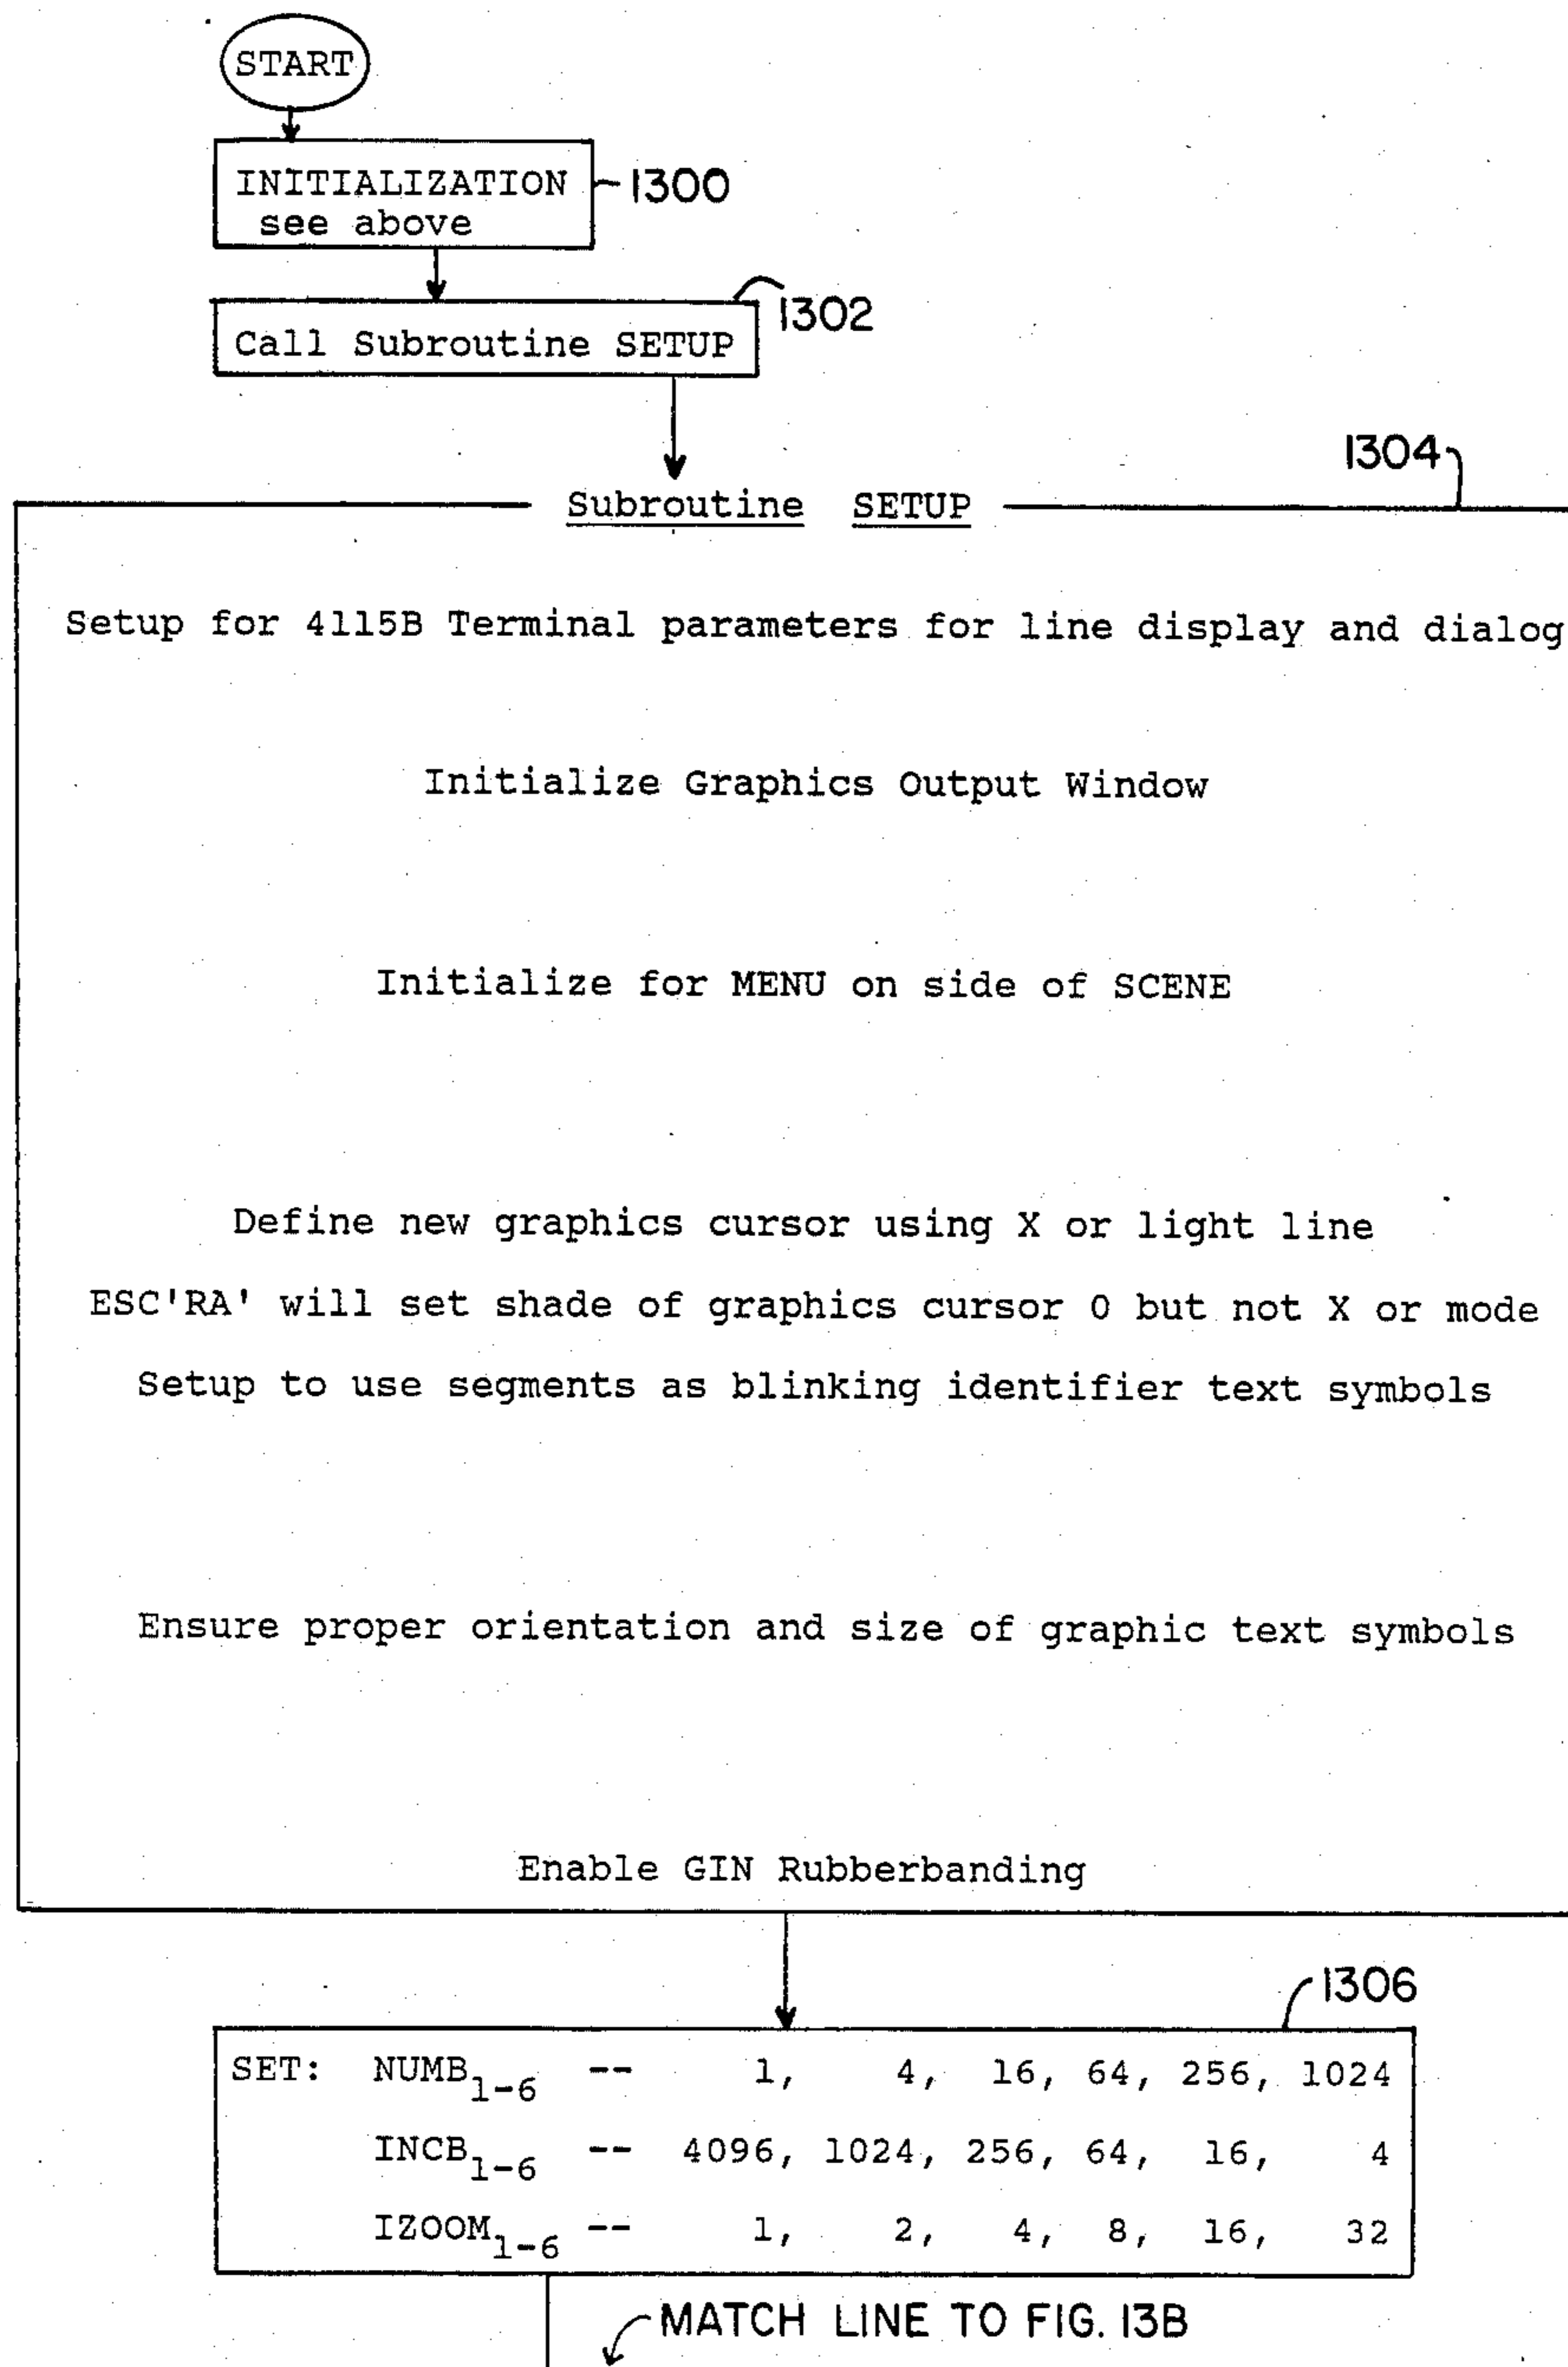 START
INITIALIZATION
see above
1300
Call Subroutine SETUP
1302
1304
Subroutine SETUP
Setup for 4115B Terminal parameters for line display and dialog
Initialize Graphics Output Window
Initialize for MENU on side of SCENE
Define new graphics cursor using X or light line
ESC'RA' will set shade of graphics cursor 0 but not X or mode
Setup to use segments as blinking identifier text symbols
Ensure proper orientation and size of graphic text symbols
Enable GIN Rubberbanding
1306
SET: NUMB1-6 -- 1, 4, 16, 64, 256, 1024
INCB1-6 -- 4096, 1024, 256, 64, 16, 4
IZOOM1-6 -- 1, 2, 4, 8, 16, 32
MATCH LINE TO FIG. 13B